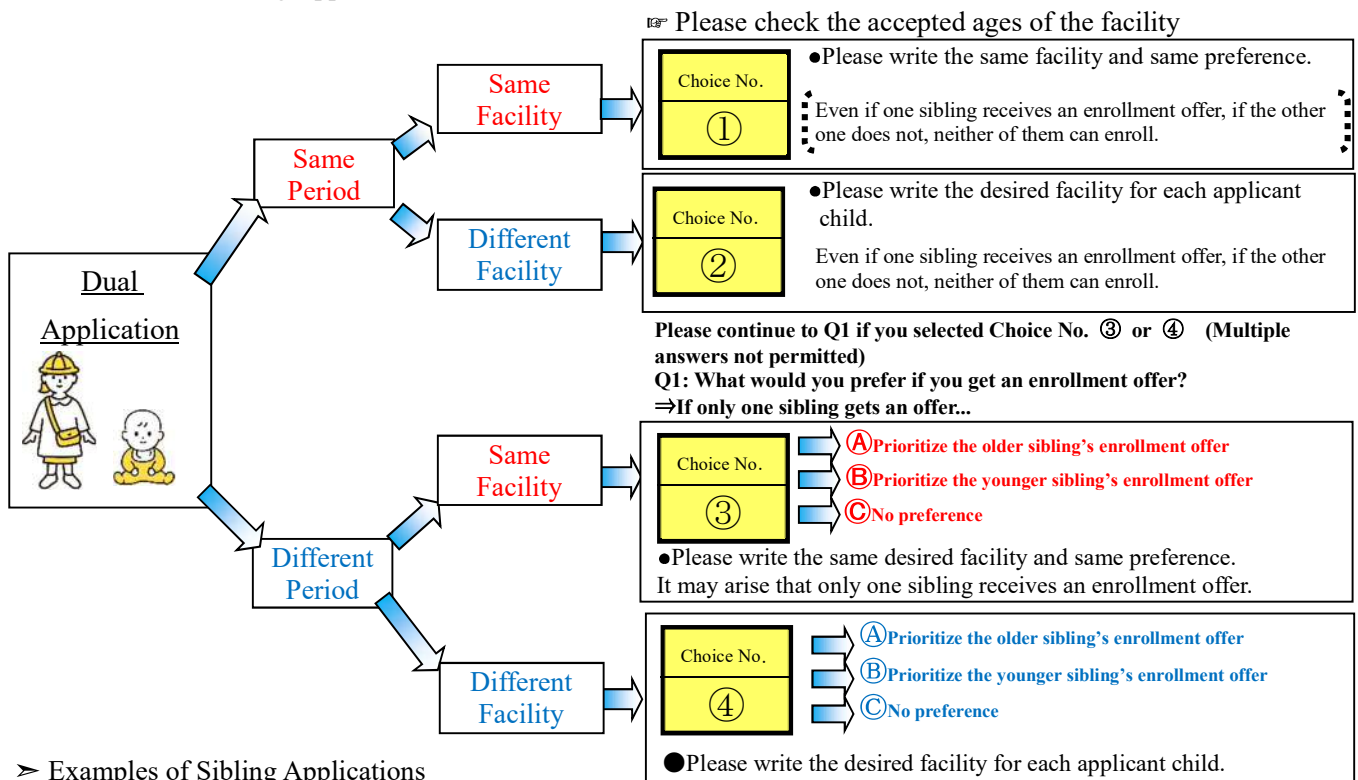 ☞ Please check the accepted ages of the facility
Dual
Application
Same
Period
Same
Facility
Choice No.
①
●Please write the same facility and same preference.
Even if one sibling receives an enrollment offer, if the other
one does not, neither of them can enroll.
Different
Facility
Choice No.
②
●Please write the desired facility for each applicant
child.
Even if one sibling receives an enrollment offer, if the other
one does not, neither of them can enroll.
Please continue to Q1 if you selected Choice No. ③ or ④ (Multiple
answers not permitted)
Q1: What would you prefer if you get an enrollment offer?
⇒If only one sibling gets an offer...
Different
Period
Same
Facility
Choice No.
③
ⒶPrioritize the older sibling's enrollment offer
ⒷPrioritize the younger sibling's enrollment offer
ⒸNo preference
●Please write the same desired facility and same preference.
It may arise that only one sibling receives an enrollment offer.
Different
Facility
Choice No.
④
ⒶPrioritize the older sibling's enrollment offer
ⒷPrioritize the younger sibling's enrollment offer
ⒸNo preference
●Please write the desired facility for each applicant child.
➢ Examples of Sibling Applications